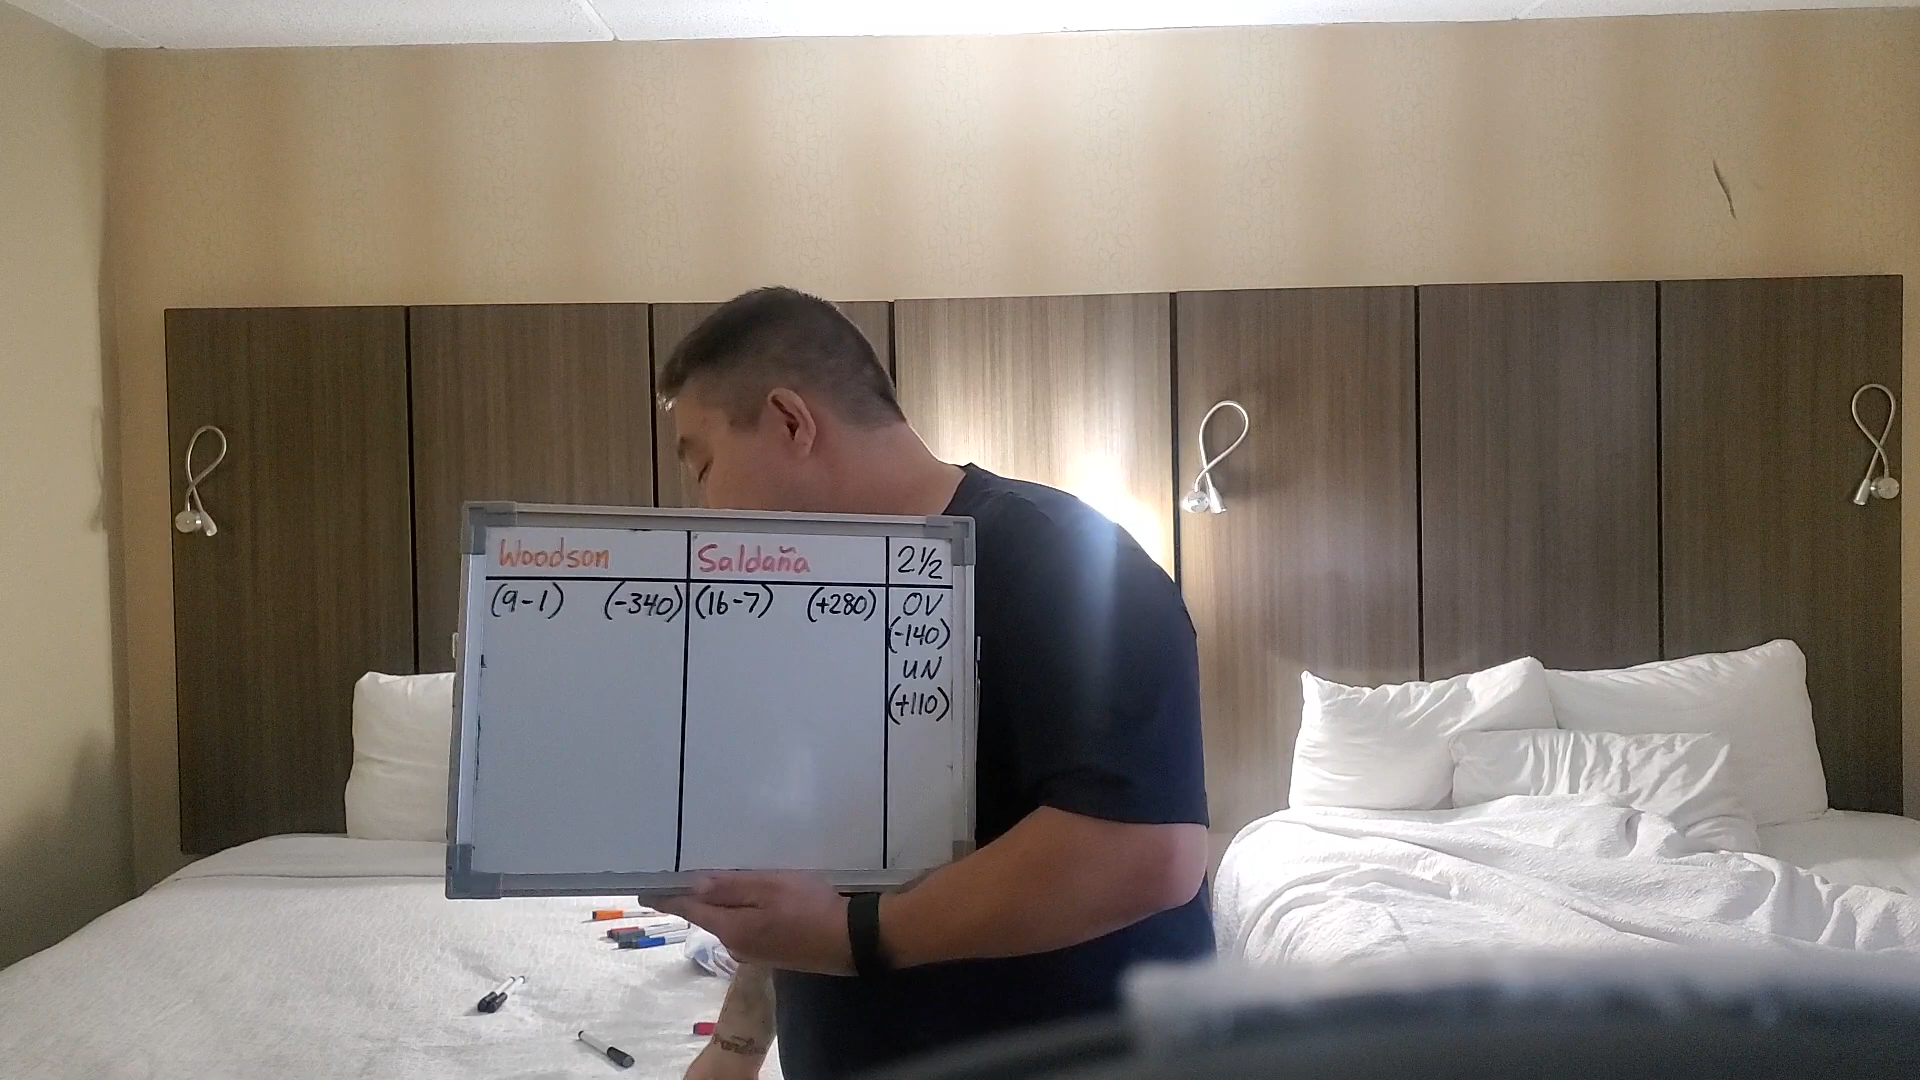 Woodson
Saldaña
2½
(9-1) (-340)
(16-7) (+280)
OV
(-140)
UN
(+110)